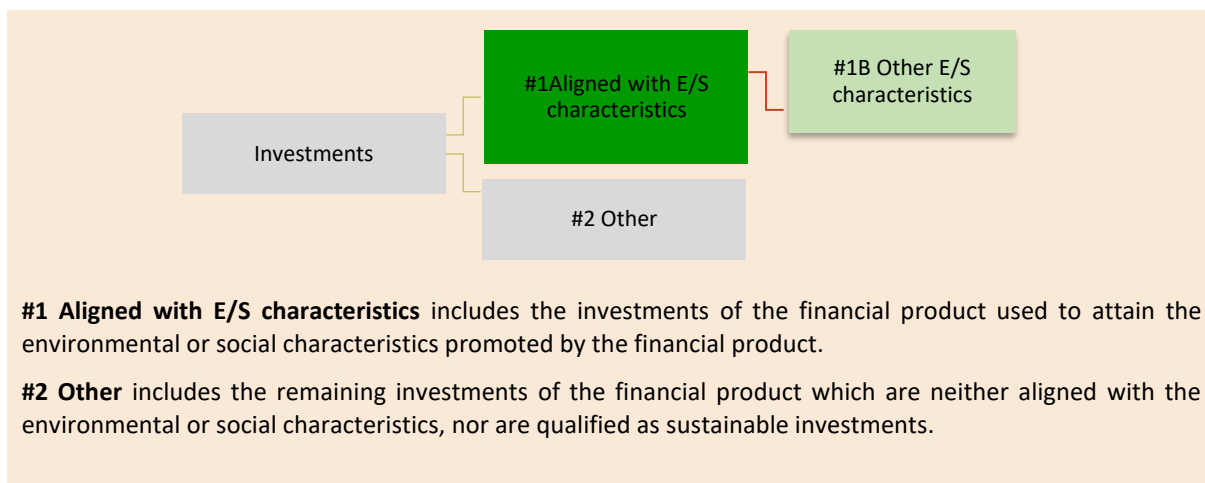 #1Aligned with E/S
characteristics
#1B Other E/S
characteristics
Investments
#2 Other
#1 Aligned with E/S characteristics includes the investments of the financial product used to attain the
environmental or social characteristics promoted by the financial product.
#2 Other includes the remaining investments of the financial product which are neither aligned with the
environmental or social characteristics, nor are qualified as sustainable investments.